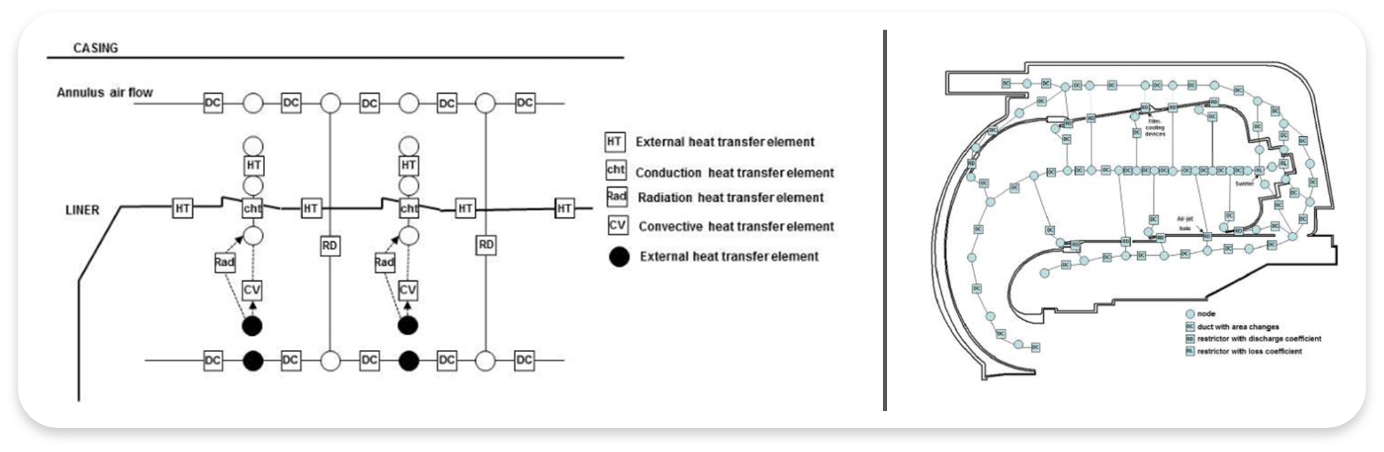 CASING
Annulus air flow
DC DC DC DC DC
HT HT
HT External heat transfer element
cht Conduction heat transfer element
Rad Radiation heat transfer element
CV Convective heat transfer element
External heat transfer element
LINER
HT cht HT cht HT HT
RD RD
Rad Rad
CV CV
DC DC DC DC DC
Film-
cooling
devices
Swirler
Air-jet
hole
node
DC duct with area changes
RD restrictor with discharge coefficient
RL restrictor with loss coefficient